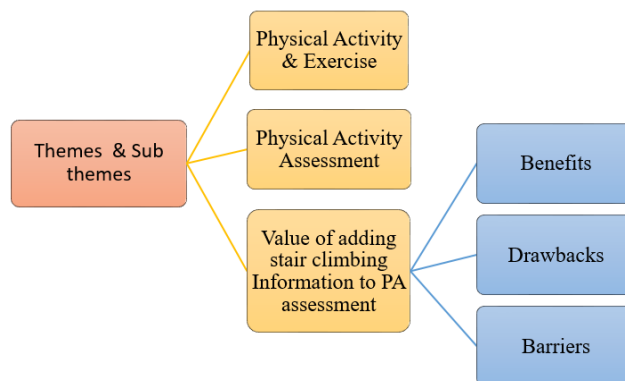 Physical Activity
& Exercise
Themes & Sub
themes
Physical Activity
Assessment
Value of adding
stair climbing
Information to PA
assessment
Benefits
Drawbacks
Barriers